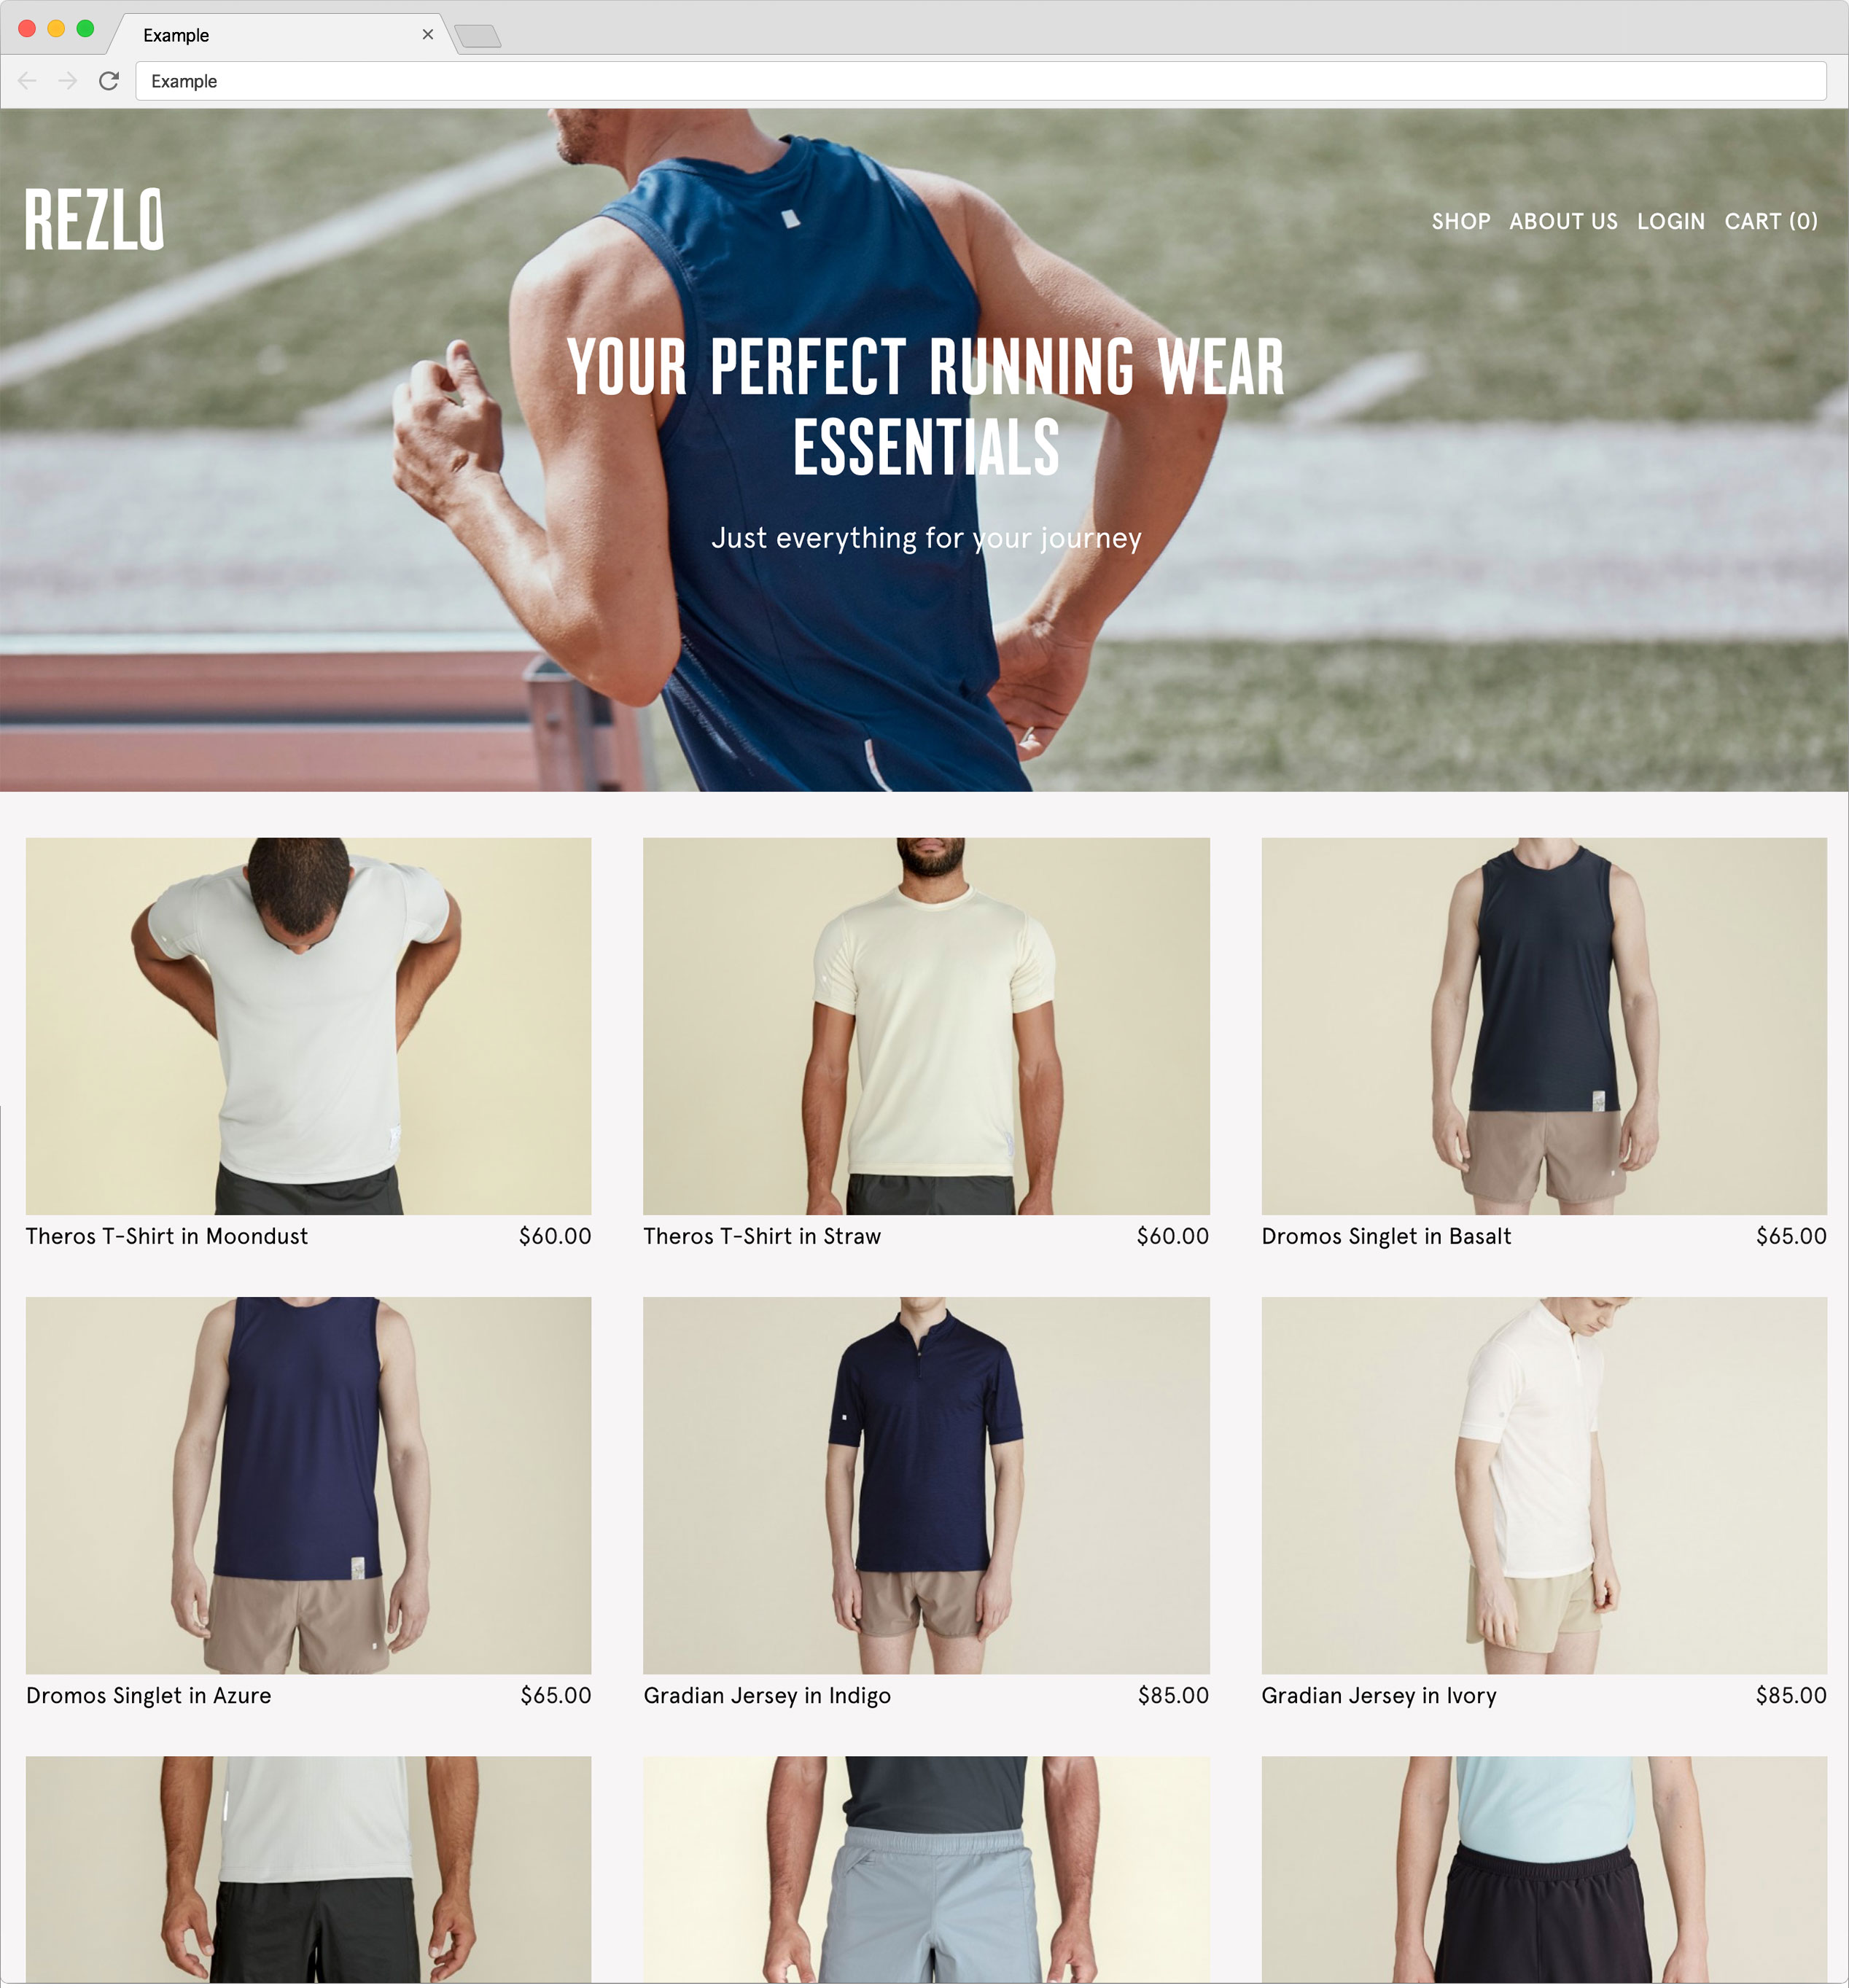 Example
Example
REZLO
SHOP ABOUT US LOGIN CART (0)
YOUR PERFECT RUNNING WEAR
ESSENTIALS
Just everything for your journey
Theros T-Shirt in Moondust $60.00
Theros T-Shirt in Straw $60.00
Dromos Singlet in Basalt $65.00
Dromos Singlet in Azure $65.00
Gradian Jersey in Indigo $85.00
Gradian Jersey in Ivory $85.00